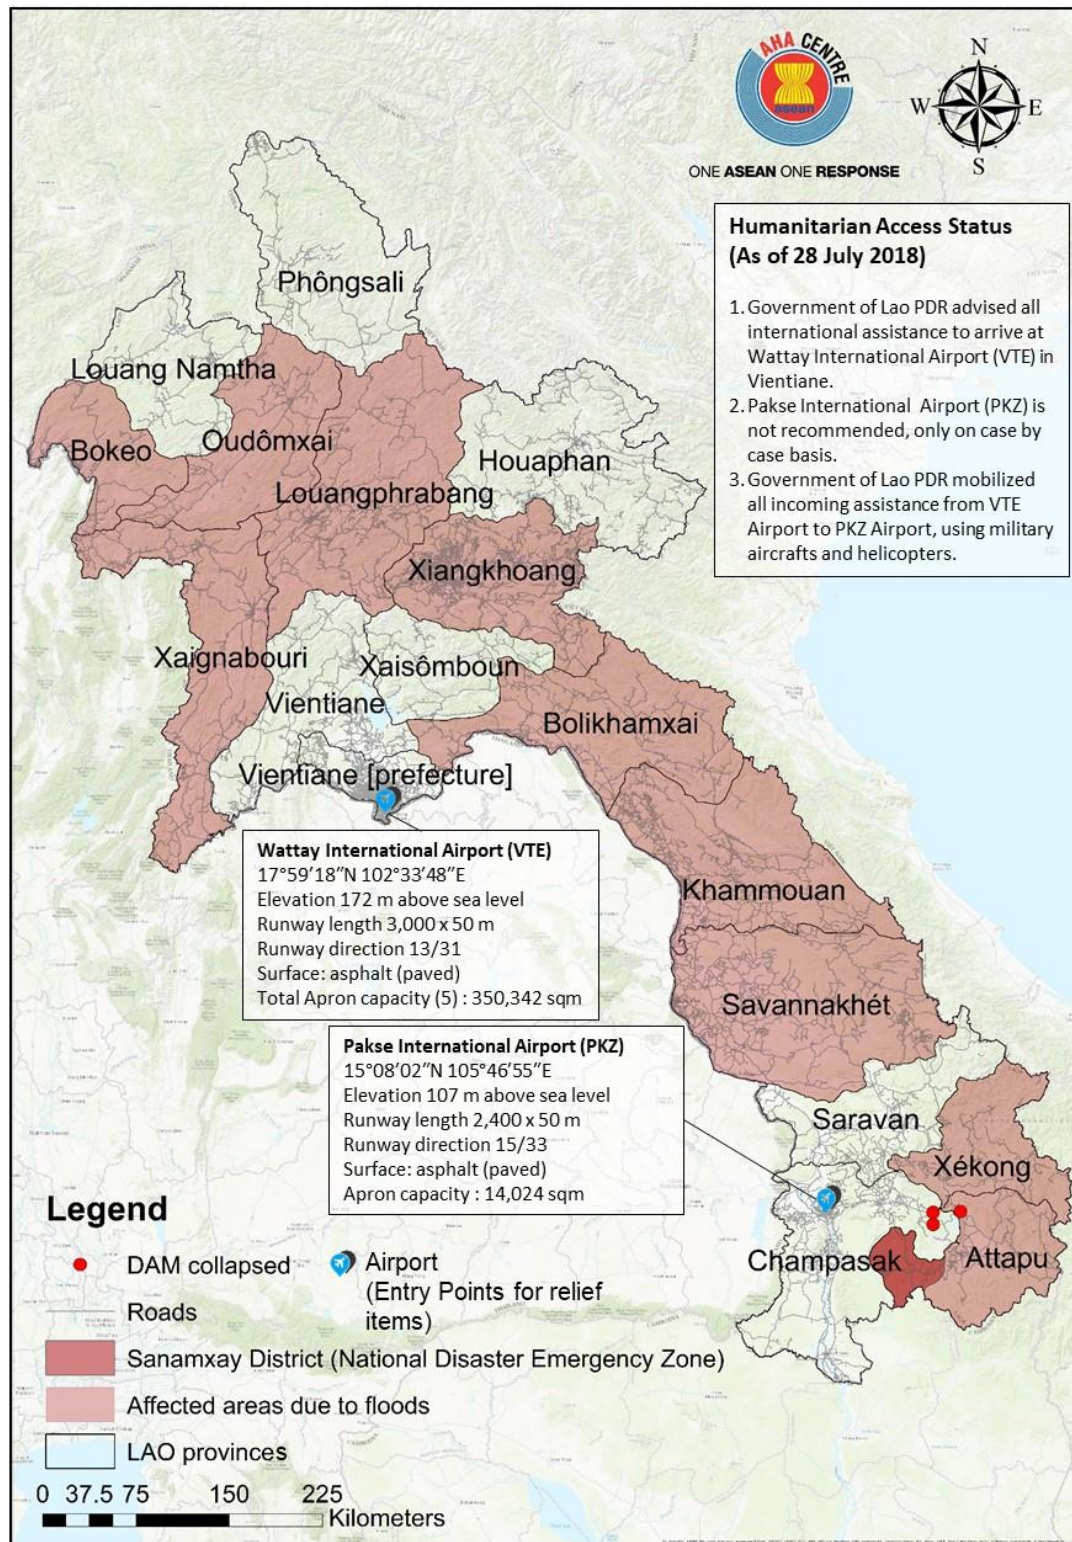 AHA CENTRE
asean
ONE ASEAN ONE RESPONSE
N
W
E
S
Humanitarian Access Status
(As of 28 July 2018)
1. Government of Lao PDR advised all
international assistance to arrive at
Wattay International Airport (VTE) in
Vientiane.
2. Pakse International Airport (PKZ) is
not recommended, only on case by
case basis.
3. Government of Lao PDR mobilized
all incoming assistance from VTE
Airport to PKZ Airport, using military
aircrafts and helicopters.
Phôngsali
Louang Namtha
Bokeo
Oudômxai
Houaphan
Louangphrabang
Xiangkhoang
Xaignabouri
Xaisômboun
Vientiane
Bolikhamxai
Vientiane [prefecture]
Wattay International Airport (VTE)
17°59’18”N 102°33’48”E
Elevation 172 m above sea level
Runway length 3,000 x 50 m
Runway direction 13/31
Surface: asphalt (paved)
Total Apron capacity (5) : 350,342 sqm
Khammouan
Savannakhét
Pakse International Airport (PKZ)
15°08’02”N 105°46’55”E
Elevation 107 m above sea level
Runway length 2,400 x 50 m
Runway direction 15/33
Surface: asphalt (paved)
Apron capacity : 14,024 sqm
Saravan
Xékong
Champasak
Attapu
Legend
DAM collapsed
Airport
(Entry Points for relief
items)
Roads
Sanamxay District (National Disaster Emergency Zone)
Affected areas due to floods
LAO provinces
0 37.5 75 150 225
Kilometers